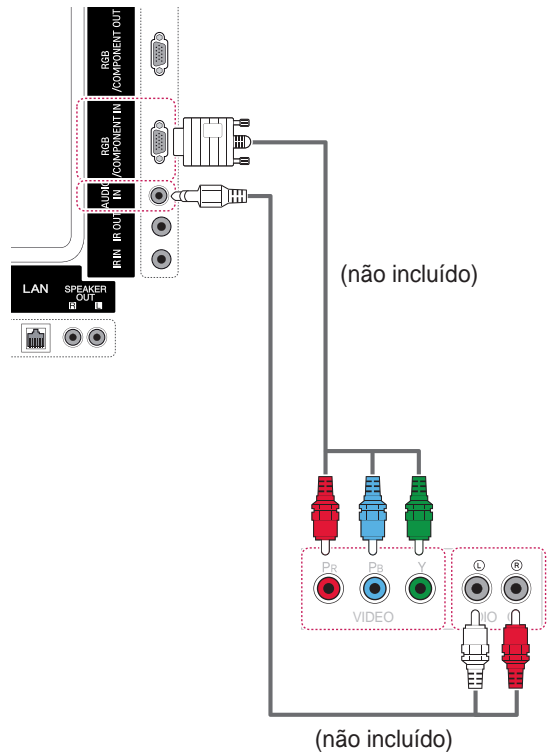 RGB
/COMPONENT OUT
RGB
/COMPONENT IN
AUDIO
IN
IR OUT
IR IN
LAN
SPEAKER
OUT
R L
(não incluído)
PR PB Y
VIDEO
L R
(não incluído)